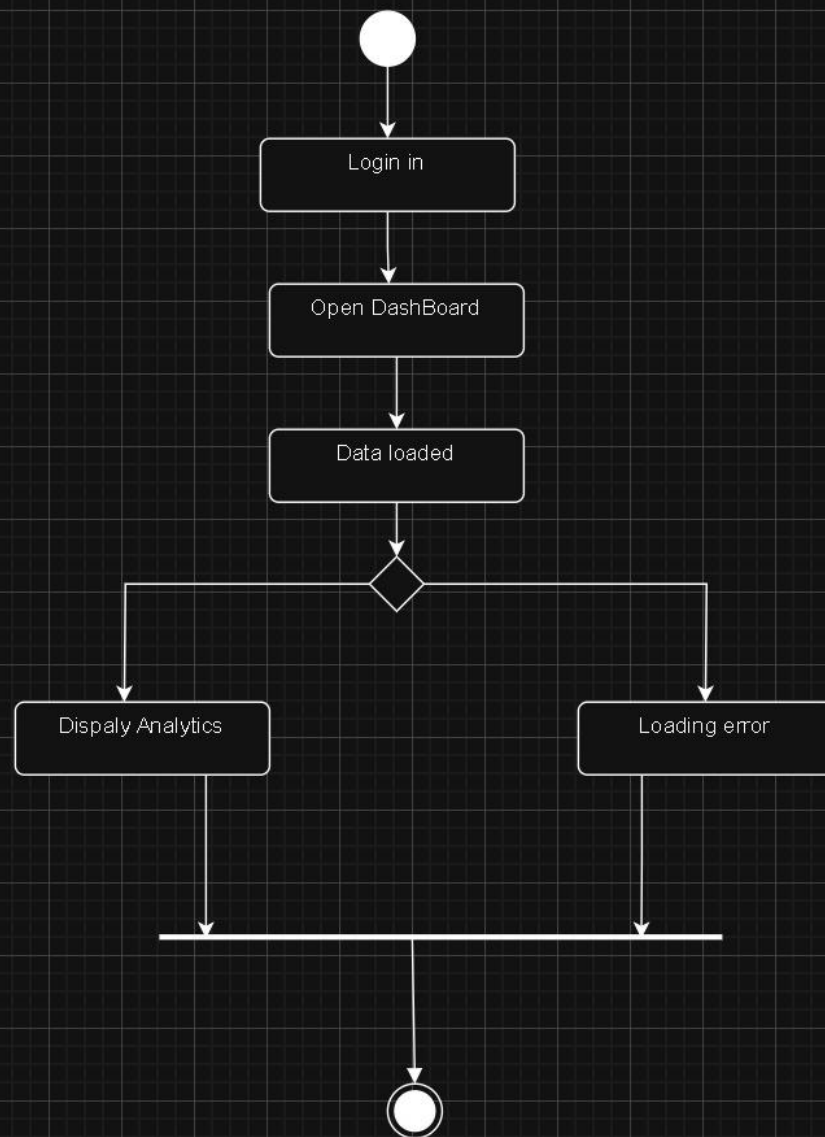 Login in
Open DashBoard
Data loaded
Dispaly Analytics
Loading error